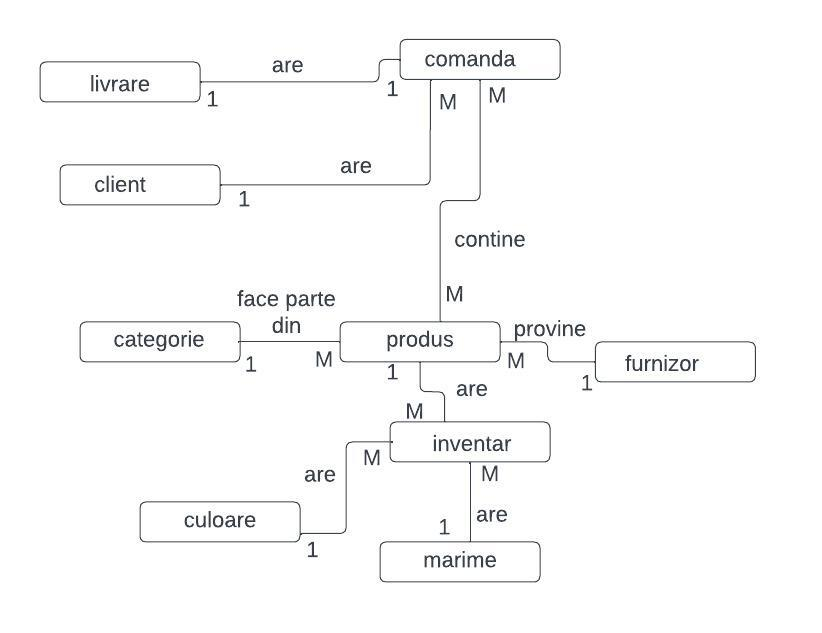 comanda
are
livrare
1
1
M
M
are
client
1
contine
M
face parte
din
categorie
produs
provine
furnizor
1
M
M
1
1
are
M
inventar
M
M
are
culoare
1
1
are
marime